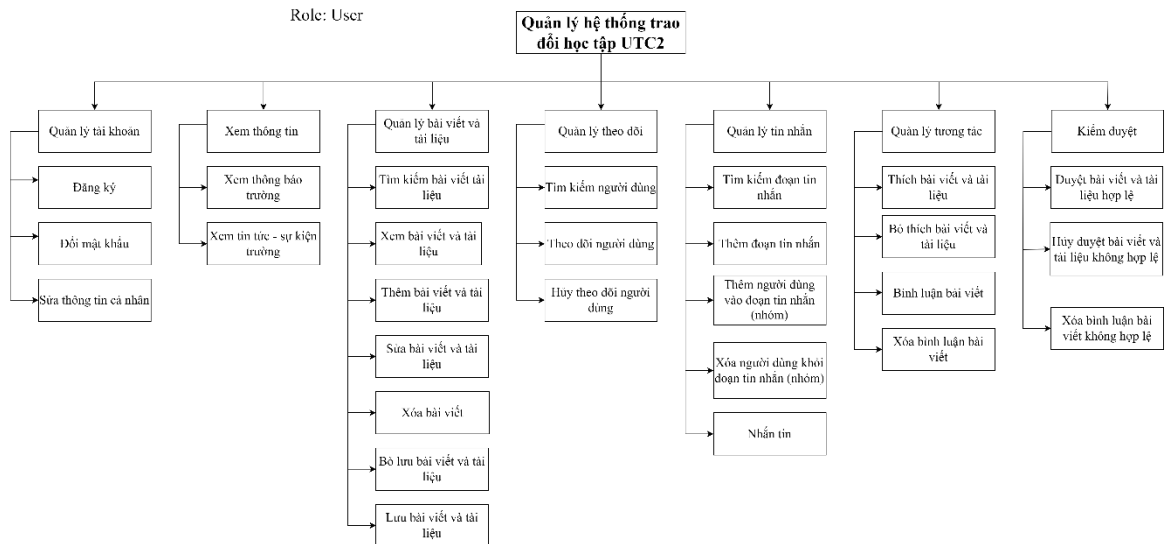 Role: User
Quản lý hệ thống trao
đổi học tập UTC2
Quản lý tài khoản
Đăng ký
Đổi mật khẩu
Sửa thông tin cá nhân
Xem thông tin
Xem thông báo
trường
Xem tin tức - sự kiện
trường
Quản lý bài viết và
tài liệu
Tìm kiếm bài viết tài
liệu
Xem bài viết và tài
liệu
Thêm bài viết và tài
liệu
Sửa bài viết và tài
liệu
Xóa bài viết
Bỏ lưu bài viết và tài
liệu
Lưu bài viết và tài
liệu
Quản lý theo dõi
Tìm kiếm người dùng
Theo dõi người dùng
Hủy theo dõi người
dùng
Quản lý tin nhắn
Tìm kiếm đoạn tin
nhắn
Thêm đoạn tin nhắn
Thêm người dùng
vào đoạn tin nhắn
(nhóm)
Xóa người dùng khỏi
đoạn tin nhắn (nhóm)
Nhắn tin
Quản lý tương tác
Thích bài viết và tài
liệu
Bỏ thích bài viết và
tài liệu
Bình luận bài viết
Xóa bình luận bài
viết
Kiểm duyệt
Duyệt bài viết và tài
liệu hợp lệ
Hủy duyệt bài viết và
tài liệu không hợp lệ
Xóa bình luận bài
viết không hợp lệ